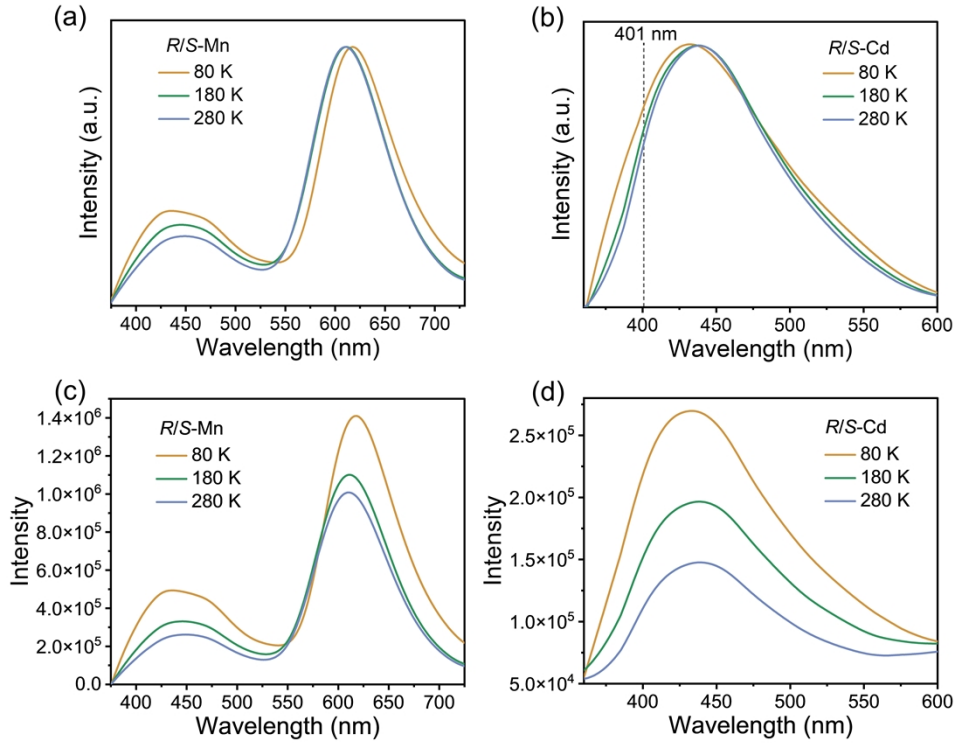 (a)
R/S-Mn
80 K
180 K
280 K
Intensity (a.u.)
375 400 450 500 550 600 650 700
Wavelength (nm)
(b)
401 nm
R/S-Cd
80 K
180 K
280 K
Intensity (a.u.)
400 450 500 550 600
Wavelength (nm)
(c)
1.4×10⁶
1.2×10⁶
1.0×10⁶
8.0×10⁵
6.0×10⁵
4.0×10⁵
2.0×10⁵
0.0
R/S-Mn
80 K
180 K
280 K
Intensity
400 450 500 550 600 650 700
Wavelength (nm)
(d)
2.5×10⁵
2.0×10⁵
1.5×10⁵
1.0×10⁵
5.0×10⁴
R/S-Cd
80 K
180 K
280 K
Intensity
400 450 500 550 600
Wavelength (nm)